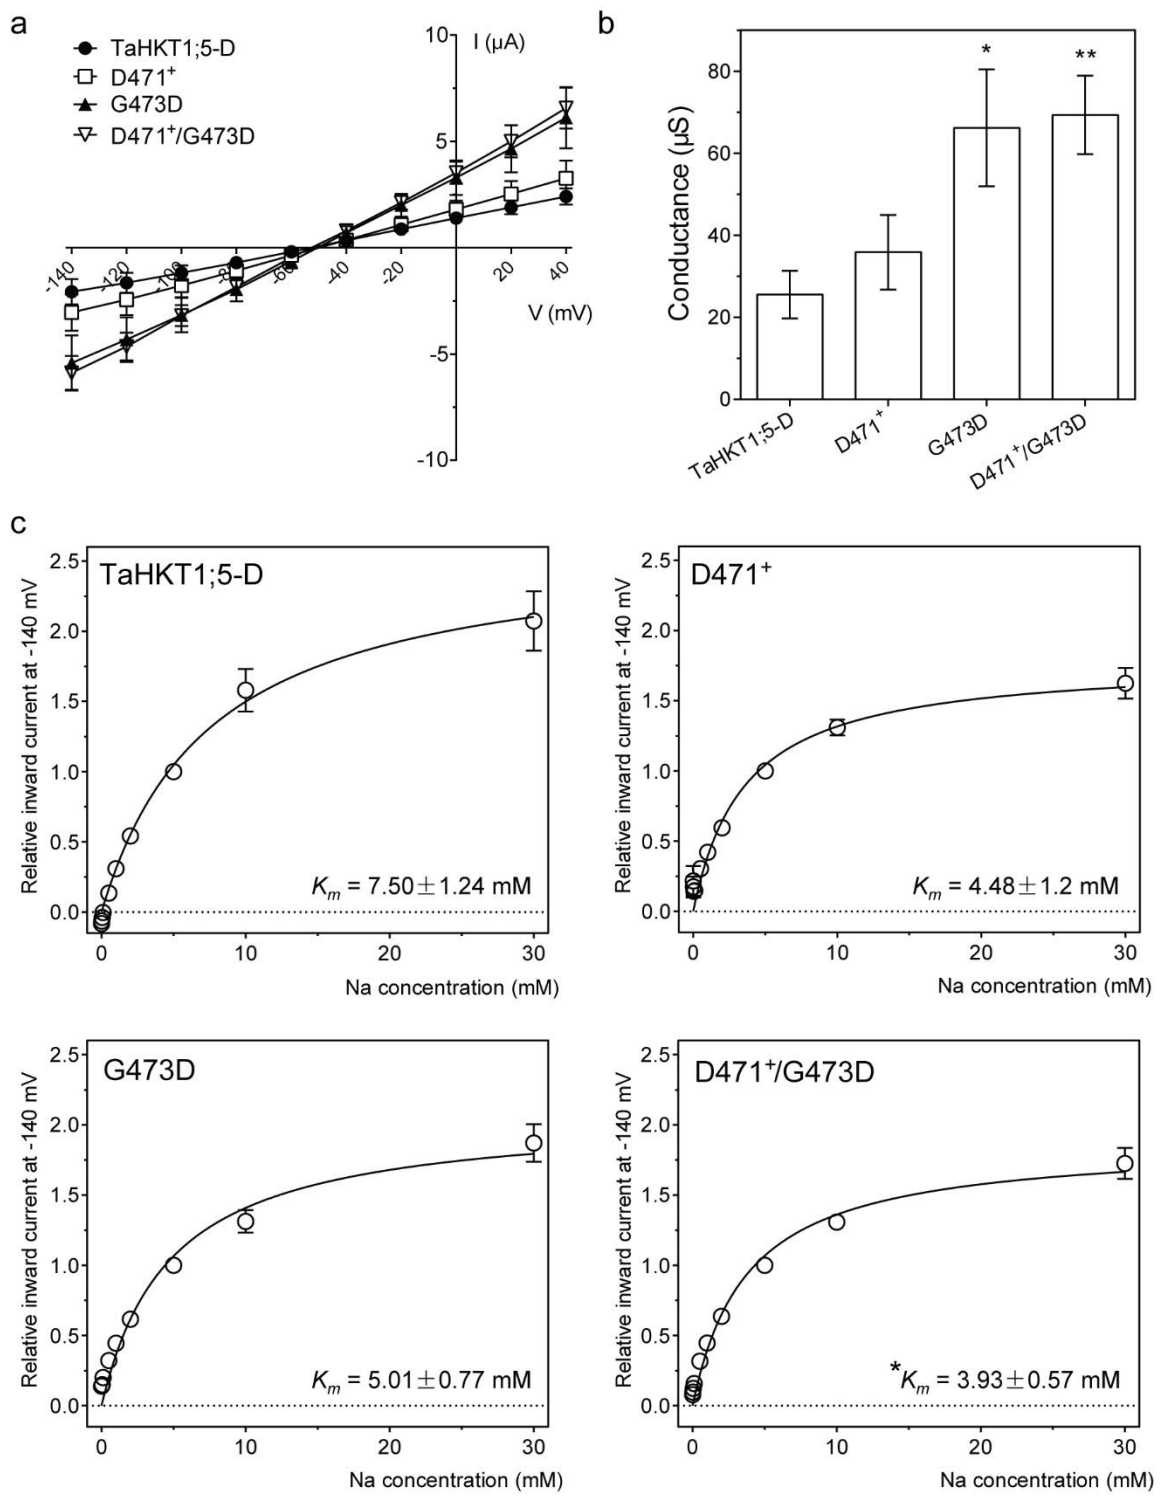 a
TaHKT1;5-D
D471⁺
G473D
D471⁺/G473D
10
I (µA)
5
-140
-120
-100
-80
-60
-40
-20
20
40
V (mV)
-5
-10
b
Conductance (µS)
80
60
40
20
0
*
**
TaHKT1;5-D
D471⁺
G473D
D471⁺/G473D
c
TaHKT1;5-D
Relative inward current at -140 mV
2.5
2.0
1.5
1.0
0.5
0.0
Kₘ = 7.50±1.24 mM
0 10 20 30
Na concentration (mM)
D471⁺
Relative inward current at -140 mV
2.5
2.0
1.5
1.0
0.5
0.0
Kₘ = 4.48±1.2 mM
0 10 20 30
Na concentration (mM)
G473D
Relative inward current at -140 mV
2.5
2.0
1.5
1.0
0.5
0.0
Kₘ = 5.01±0.77 mM
0 10 20 30
Na concentration (mM)
D471⁺/G473D
Relative inward current at -140 mV
2.5
2.0
1.5
1.0
0.5
0.0
*Kₘ = 3.93±0.57 mM
0 10 20 30
Na concentration (mM)